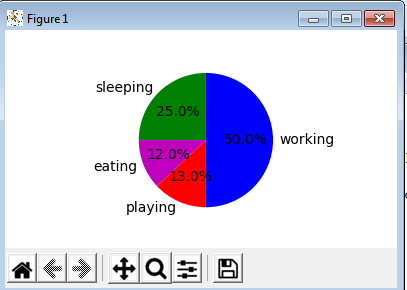 Figure 1
sleeping
25.0%
50.0%
working
12.0%
eating
13.0%
playing